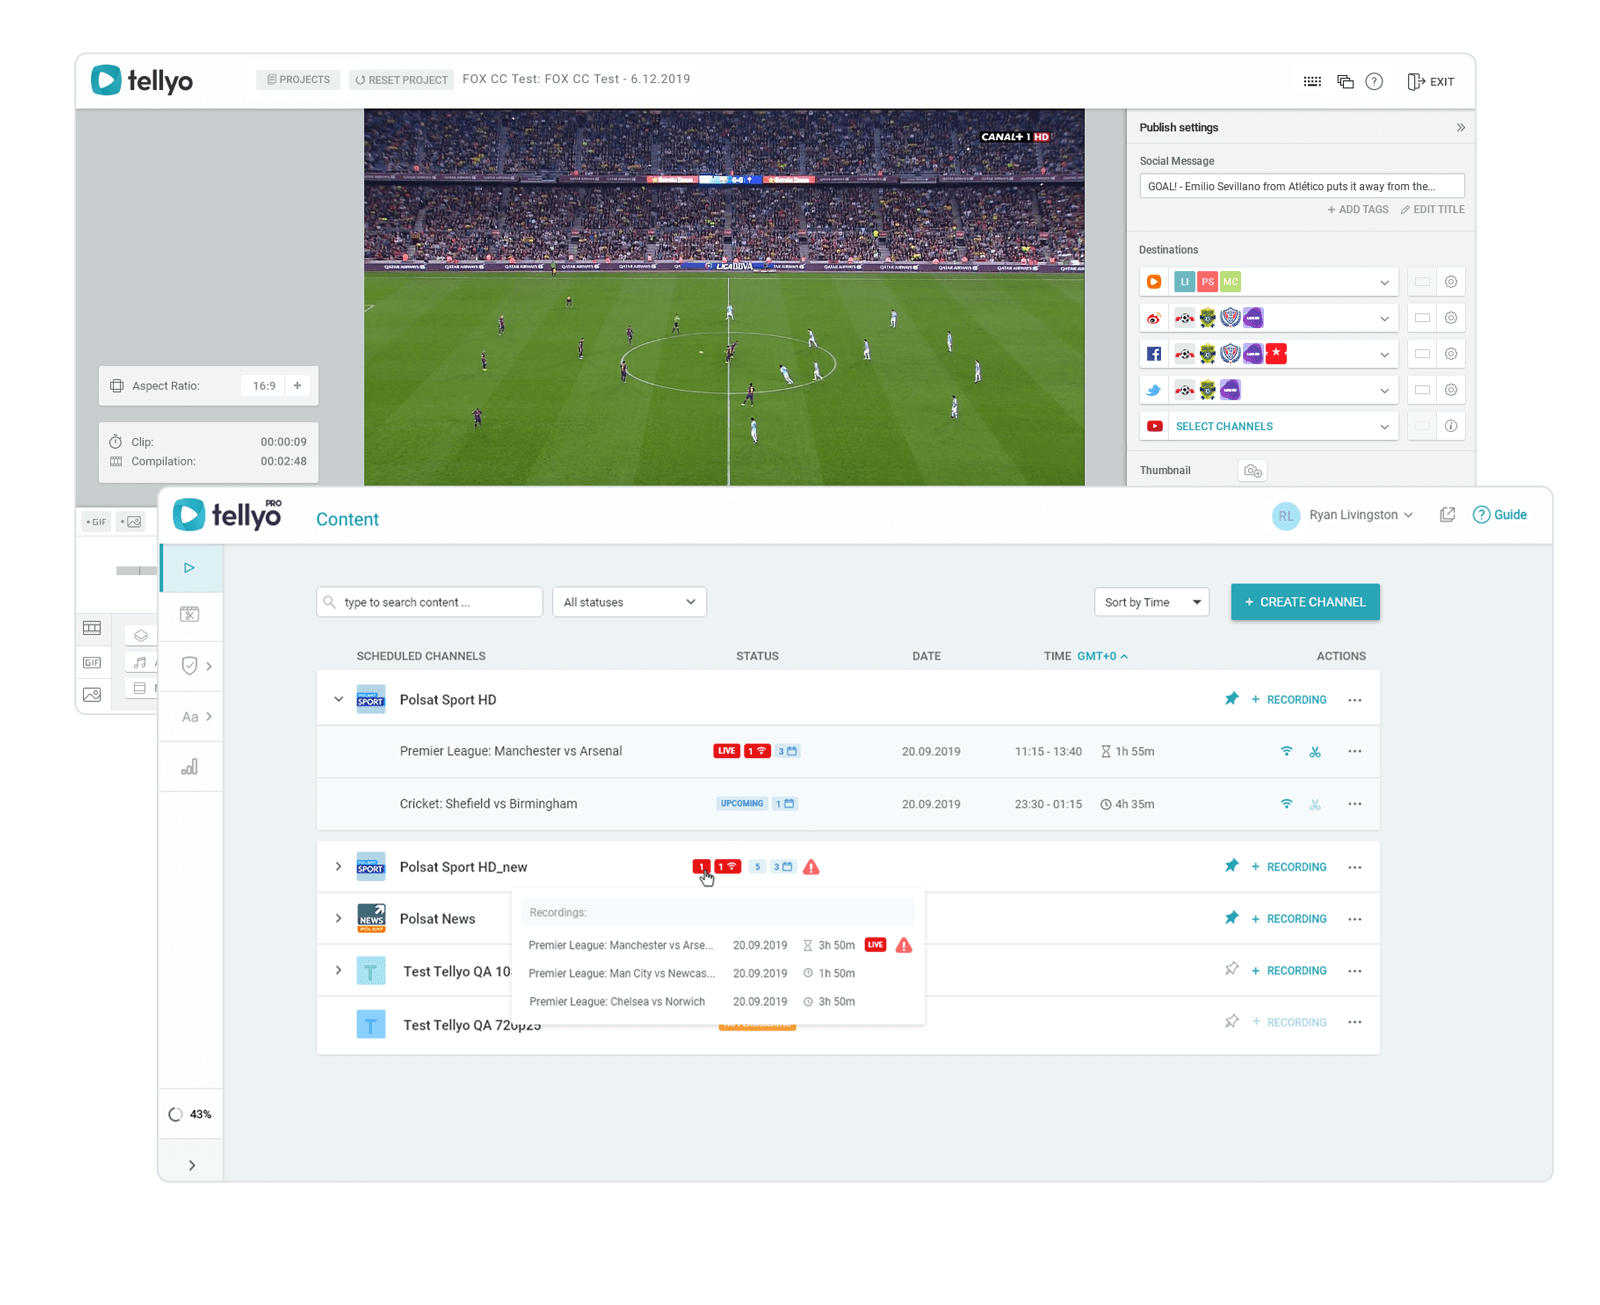 tellyo
PROJECTS
RESET PROJECT
FOX CC Test: FOX CC Test - 6.12.2019
EXIT
CANAL+ 1 HD
Publish settings
Social Message
GOAL! - Emilio Sevillano from Atlético puts it away from the...
+ ADD TAGS
EDIT TITLE
Destinations
LI PS MC
SELECT CHANNELS
Thumbnail
QATAR AIRWAYS
LIGA BBVA
Aspect Ratio:
16:9 +
Clip: 00:00:09
Compilation: 00:02:48
+ GIF
GIF
tellyo PRO
Content
RL Ryan Livingston
Guide
type to search content ...
All statuses
Sort by Time
+ CREATE CHANNEL
SCHEDULED CHANNELS STATUS DATE TIME GMT+0 ACTIONS
SPORT Polsat Sport HD + RECORDING ...
Premier League: Manchester vs Arsenal LIVE 1 3 20.09.2019 11:15 - 13:40 1h 55m ...
Cricket: Shefield vs Birmingham UPCOMING 1 20.09.2019 23:30 - 01:15 4h 35m ...
SPORT Polsat Sport HD_new 1 1 5 3 + RECORDING ...
NEWS POLSAT Polsat News + RECORDING ...
T Test Tellyo QA + RECORDING ...
T Test Tellyo QA 720p25 + RECORDING ...
Recordings:
Premier League: Manchester vs Arse... 20.09.2019 3h 50m LIVE
Premier League: Man City vs Newcas... 20.09.2019 1h 50m
Premier League: Chelsea vs Norwich 20.09.2019 3h 50m
Aa
43%